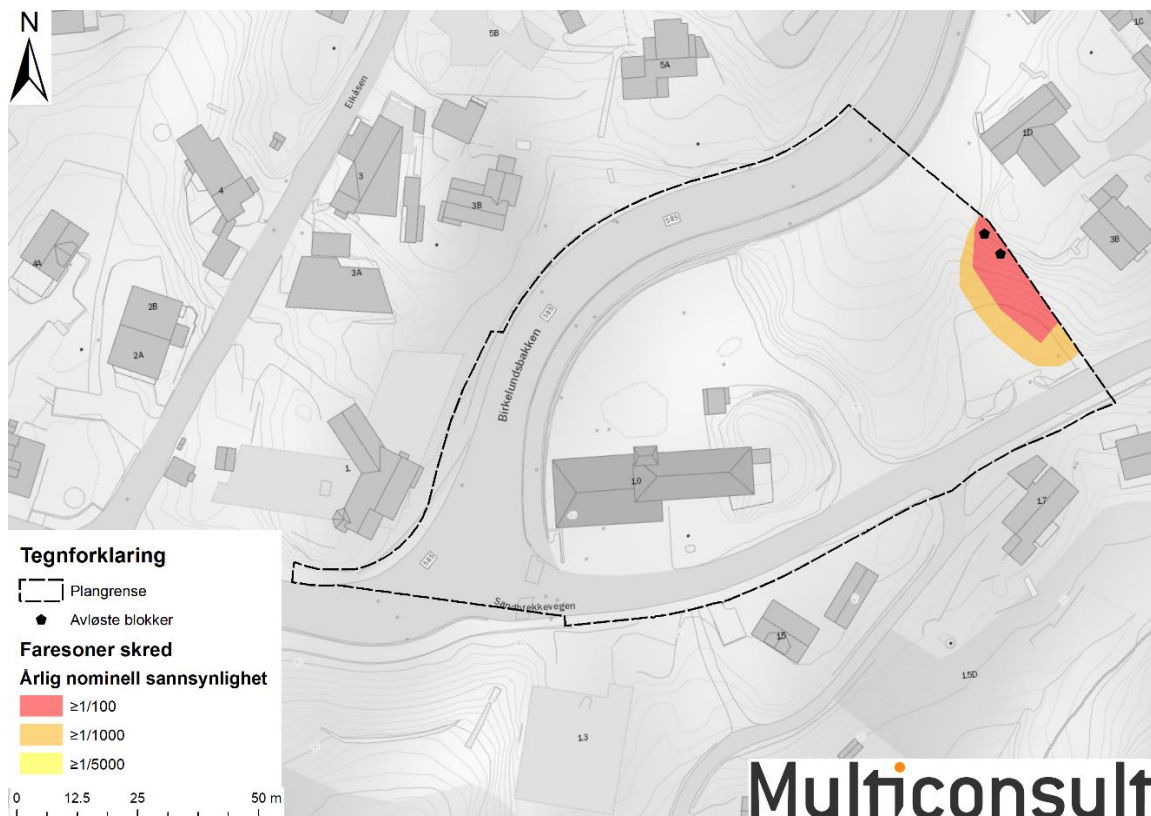 N
5B
1C
5A
Eikåsen
1D
4
3
3B
585
3B
4A
3A
2B
2A
585
Birkelundsbakken
1
10
17
585
Sandbrekkevegen
15
15D
13
Tegnforklaring
Plangrense
Avløste blokker
Faresoner skred
Årlig nominell sannsynlighet
≥1/100
≥1/1000
≥1/5000
0 12.5 25 50 m
Multiconsult